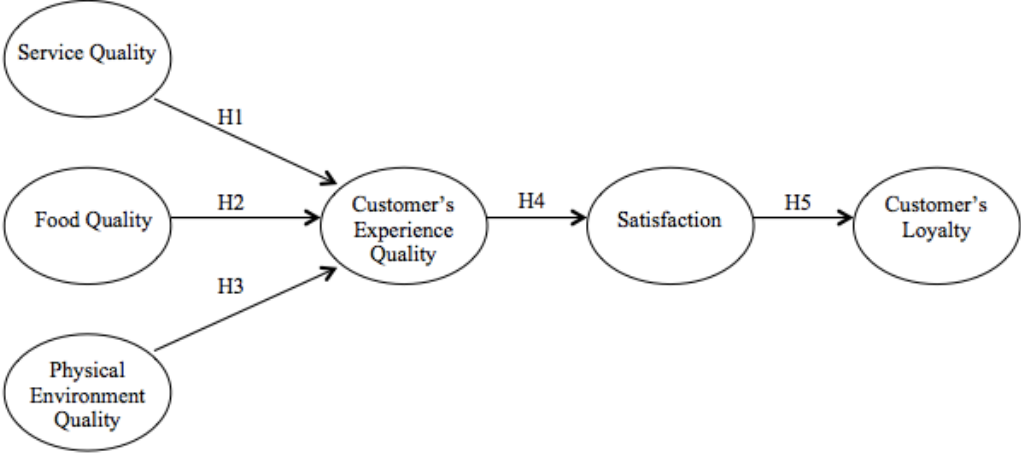 Service Quality
H1
Food Quality
H2
Customer's
Experience
Quality
H4
Satisfaction
H5
Customer's
Loyalty
H3
Physical
Environment
Quality